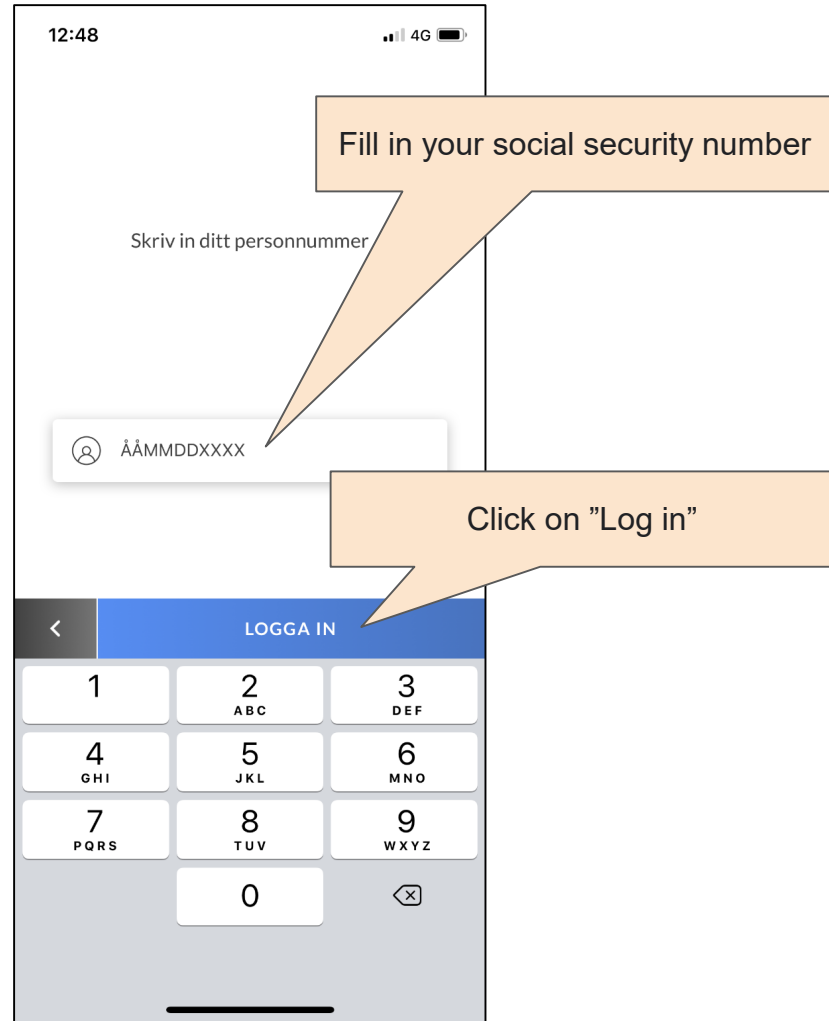 12:48 4G
Fill in your social security number
Skriv in ditt personnummer
ÅÅMMDDXXXX
Click on ”Log in”
LOGGA IN
1 2 3
ABC DEF
4 5 6
GHI JKL MNO
7 8 9
PQRS TUV WXYZ
0